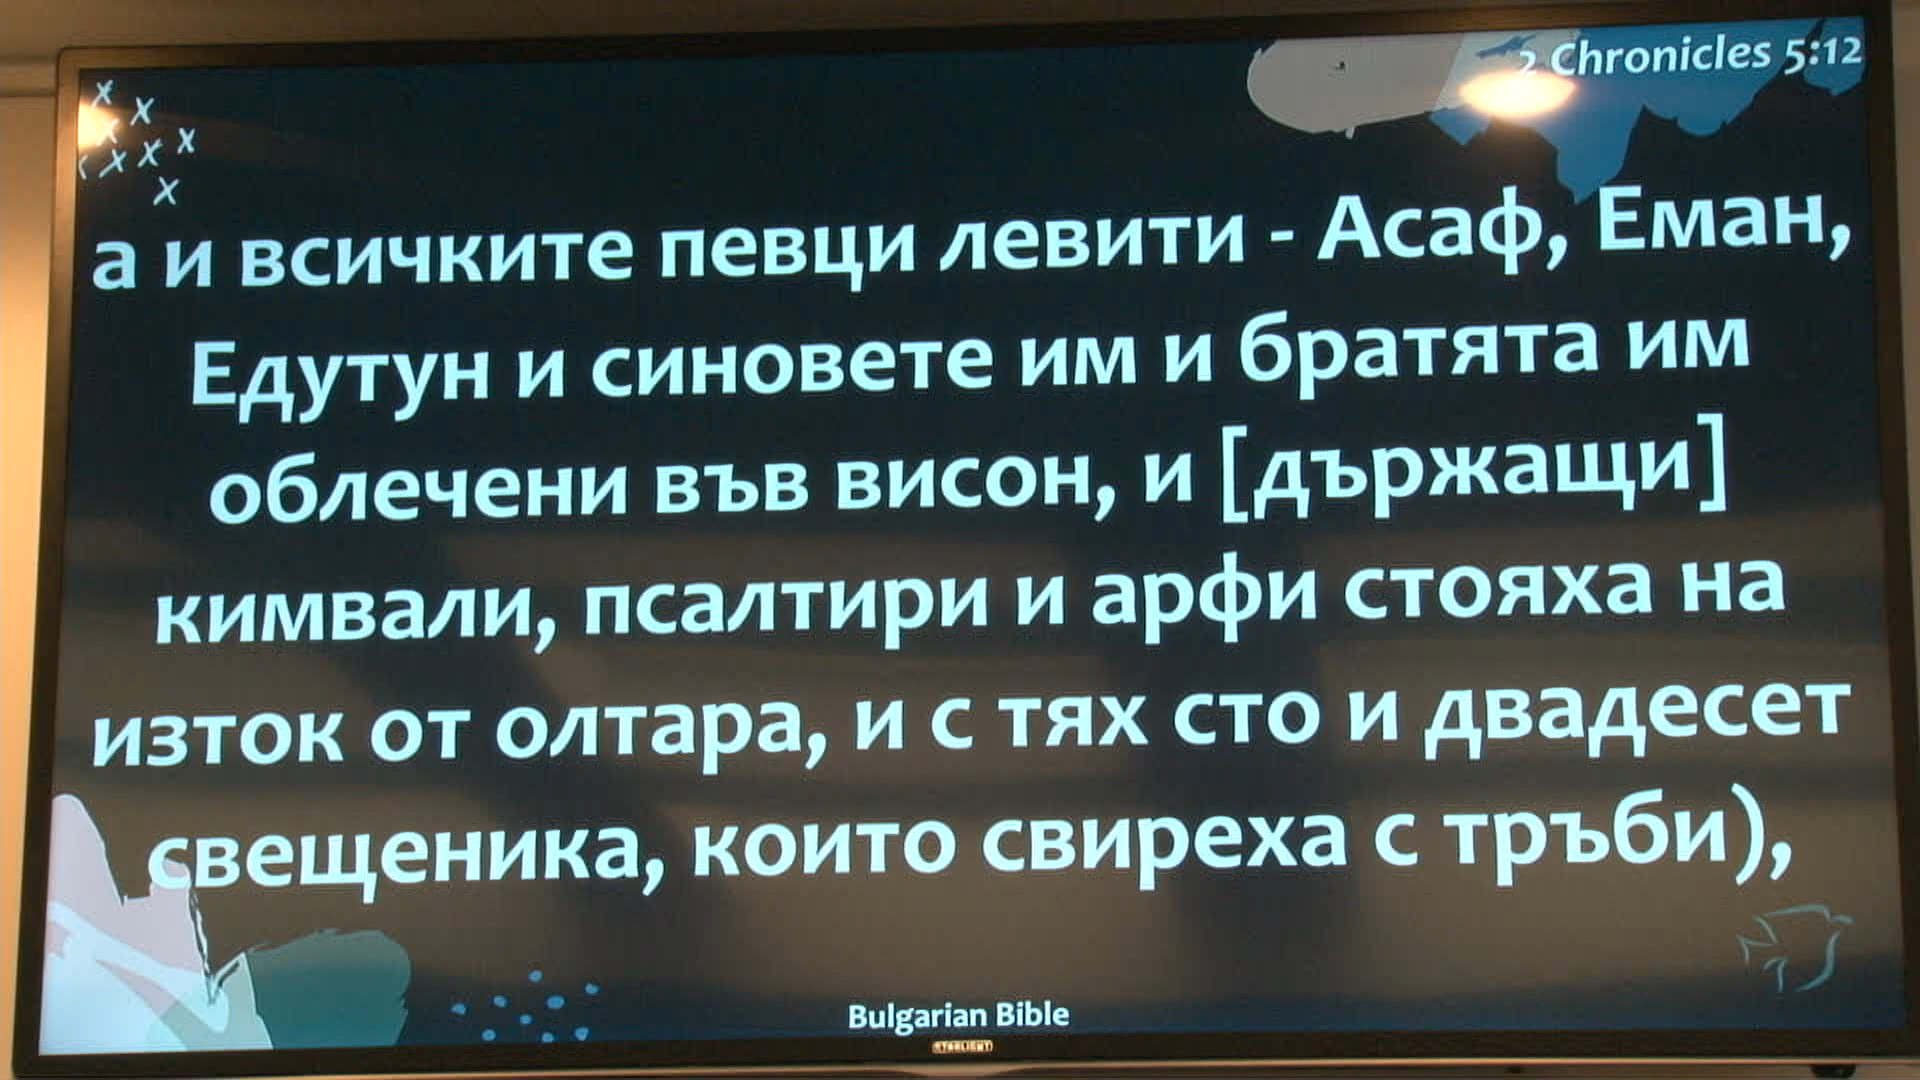 2 Chronicles 5:12
а и всичките певци левити - Асаф, Еман,
Едутун и синовете им и братята им
облечени във висон, и [държащи]
кимвали, псалтири и арфи стояха на
изток от олтара, и с тях сто и двадесет
свещеника, които свиреха с тръби),
Bulgarian Bible
STARLIGHT